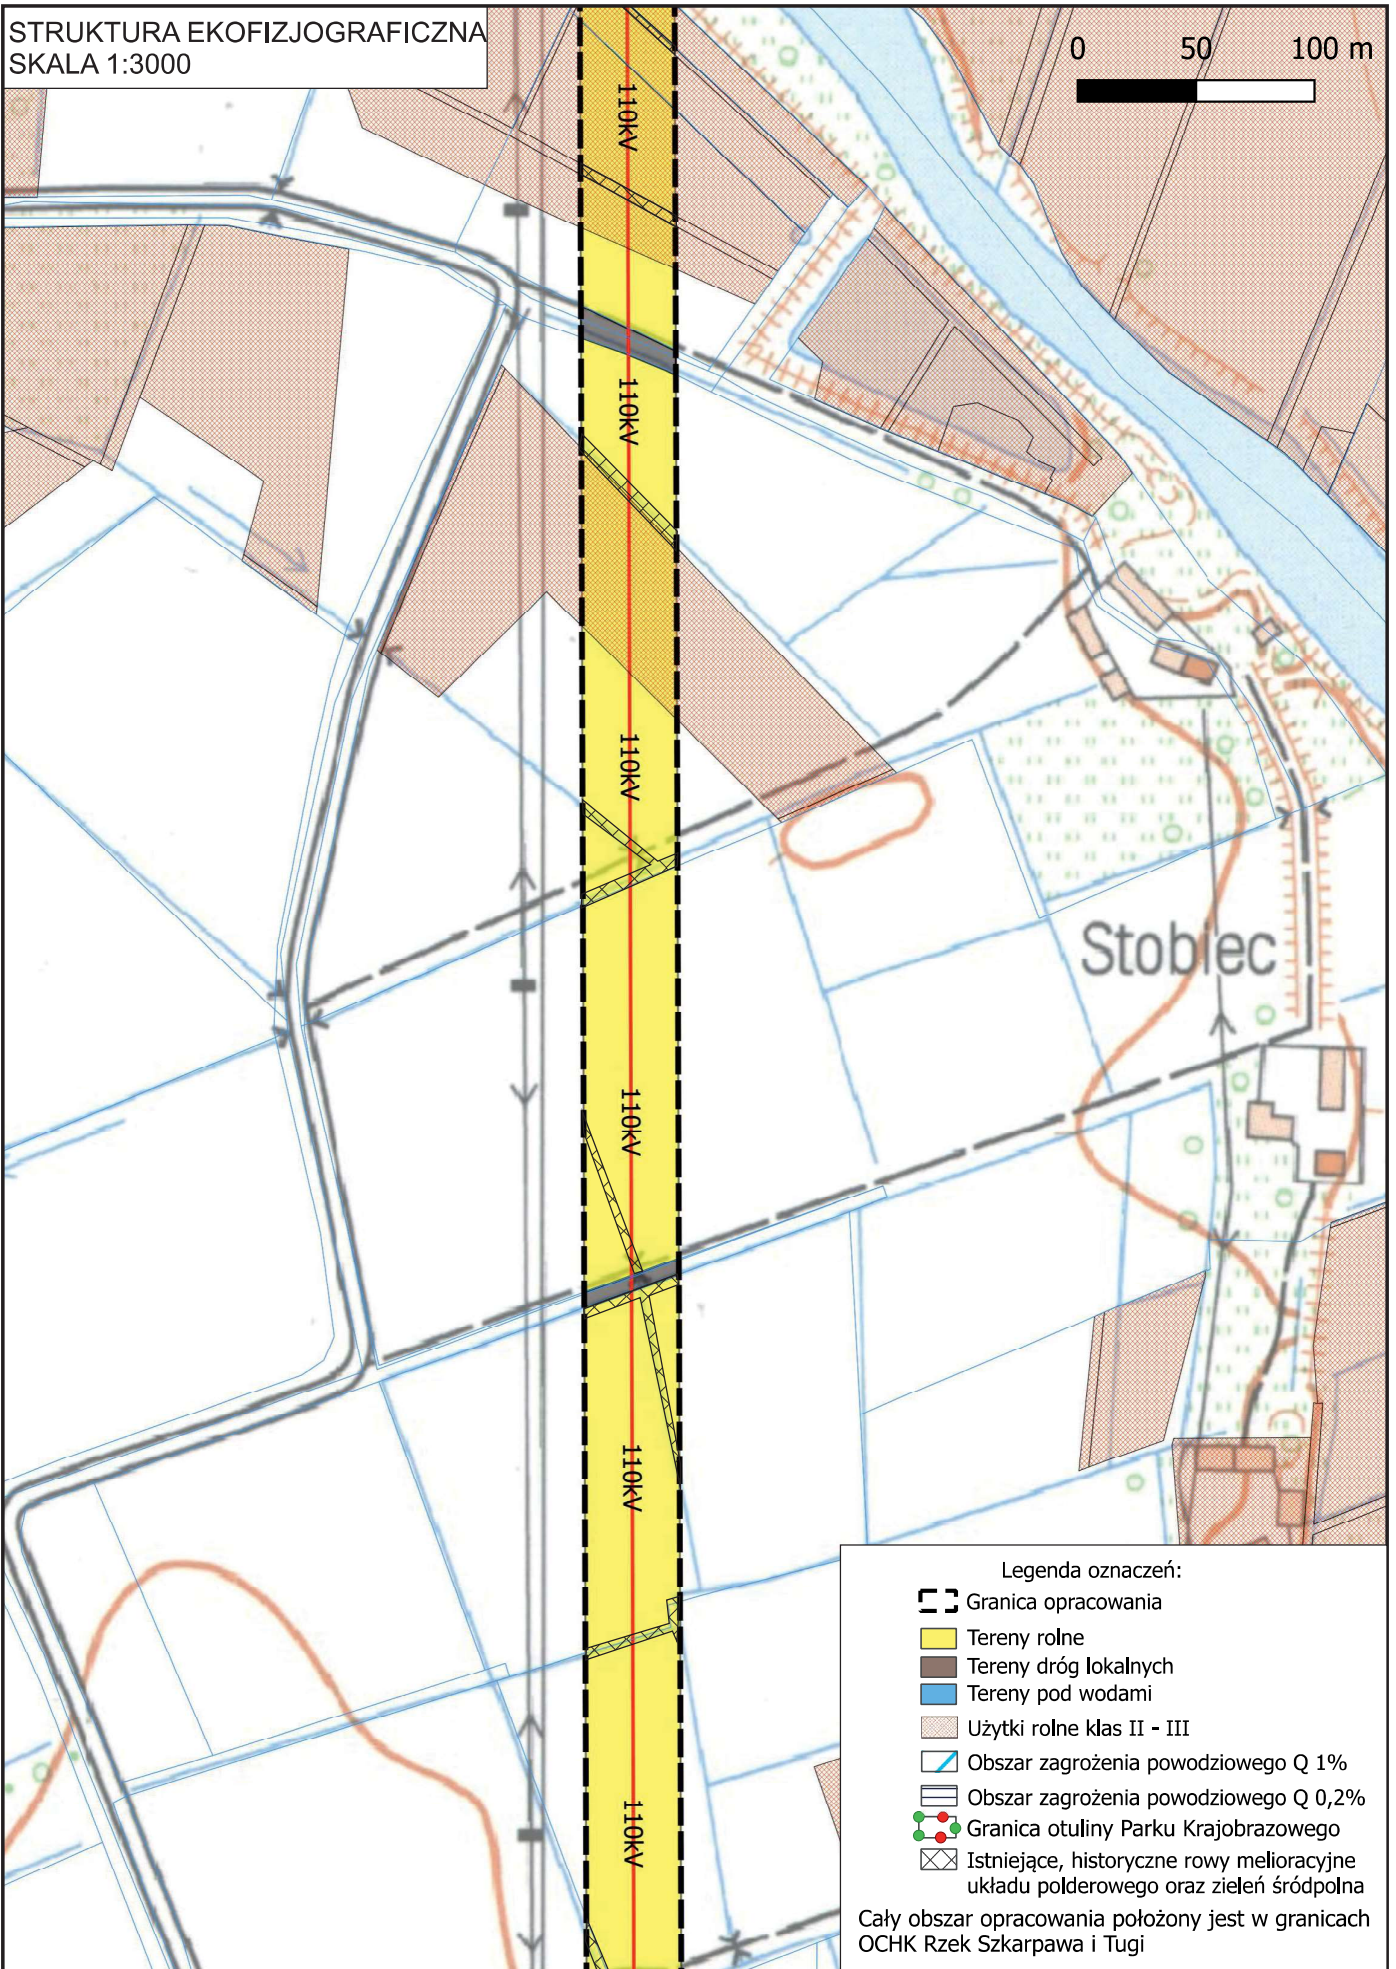 STRUKTURA EKOFIZJOGRAFICZNA
SKALA 1:3000
0 50 100 m
110kV
110kV
110kV
Stobiec
110kV
110kV
110kV
Legenda oznaczeń:
Granica opracowania
Tereny rolne
Tereny dróg lokalnych
Tereny pod wodami
Użytki rolne klas II - III
Obszar zagrożenia powodziowego Q 1%
Obszar zagrożenia powodziowego Q 0,2%
Granica otuliny Parku Krajobrazowego
Istniejące, historyczne rowy melioracyjne
układu polderowego oraz zieleń śródpolna
Cały obszar opracowania położony jest w granicach
OCHK Rzek Szkarpawa i Tugi